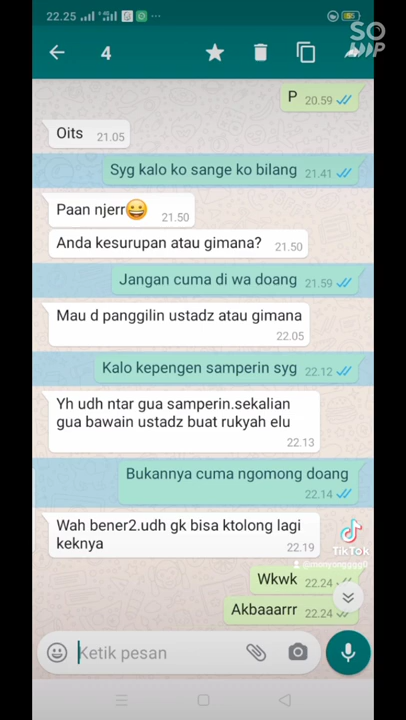 22.25
4
SO
P 20.59
Oits 21.05
Syg kalo ko sange ko bilang 21.41
Paan njerr😀 21.50
Anda kesurupan atau gimana? 21.50
Jangan cuma di wa doang 21.59
Mau d panggilin ustadz atau gimana
22.05
Kalo kepengen samperin syg 22.12
Yh udh ntar gua samperin.sekalian
gua bawain ustadz buat rukyah elu
22.13
Bukannya cuma ngomong doang
22.14
Wah bener2.udh gk bisa ktolong lagi
keknya 22.19
TikTok
Wkwk 22.24
Akbaaarrr 22.24
Ketik pesan